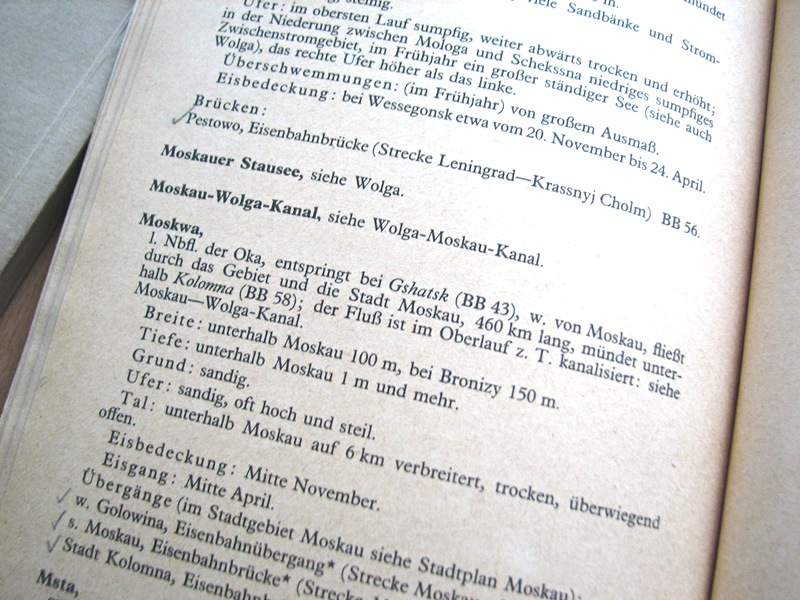 viele Sandbänke und Strom-
Ufer: im obersten Lauf sumpfig, weiter abwärts trocken und erhöht;
in der Niederung zwischen Mologa und Scheksna niedriges sumpfiges
Zwischenstromgebiet, im Frühjahr ein großer ständiger See (siehe auch
Wolga), das rechte Ufer höher als das linke.
Überschwemmungen: (im Frühjahr) von großem Ausmaß.
Eisbedeckung: bei Wessegonsk etwa vom 20. November bis 24. April.
Brücken:
Pestowo, Eisenbahnbrücke (Strecke Leningrad—Krassnyj Cholm) BB 56.
Moskauer Stausee, siehe Wolga.
Moskau-Wolga-Kanal, siehe Wolga-Moskau-Kanal.
Moskwa,
l. Nbfl. der Oka, entspringt bei Gshatsk (BB 43), w. von Moskau, fließt
durch das Gebiet und die Stadt Moskau, 460 km lang, mündet unter-
halb Kolomna (BB 58); der Fluß ist im Oberlauf z. T. kanalisiert: siehe
Moskau—Wolga-Kanal.
Breite: unterhalb Moskau 100 m, bei Bronizy 150 m.
Tiefe: unterhalb Moskau 1 m und mehr.
Grund: sandig.
Ufer: sandig, oft hoch und steil.
Tal: unterhalb Moskau auf 6 km verbreitert, trocken, überwiegend
offen.
Eisbedeckung: Mitte November.
Eisgang: Mitte April.
Übergänge (im Stadtgebiet Moskau siehe Stadtplan Moskau):
w. Golowina, Eisenbahnübergang* (Strecke Moskau
s. Moskau, Eisenbahnbrücke* (Strecke
Stadt Kolomna, Eisenbahn
Msta,